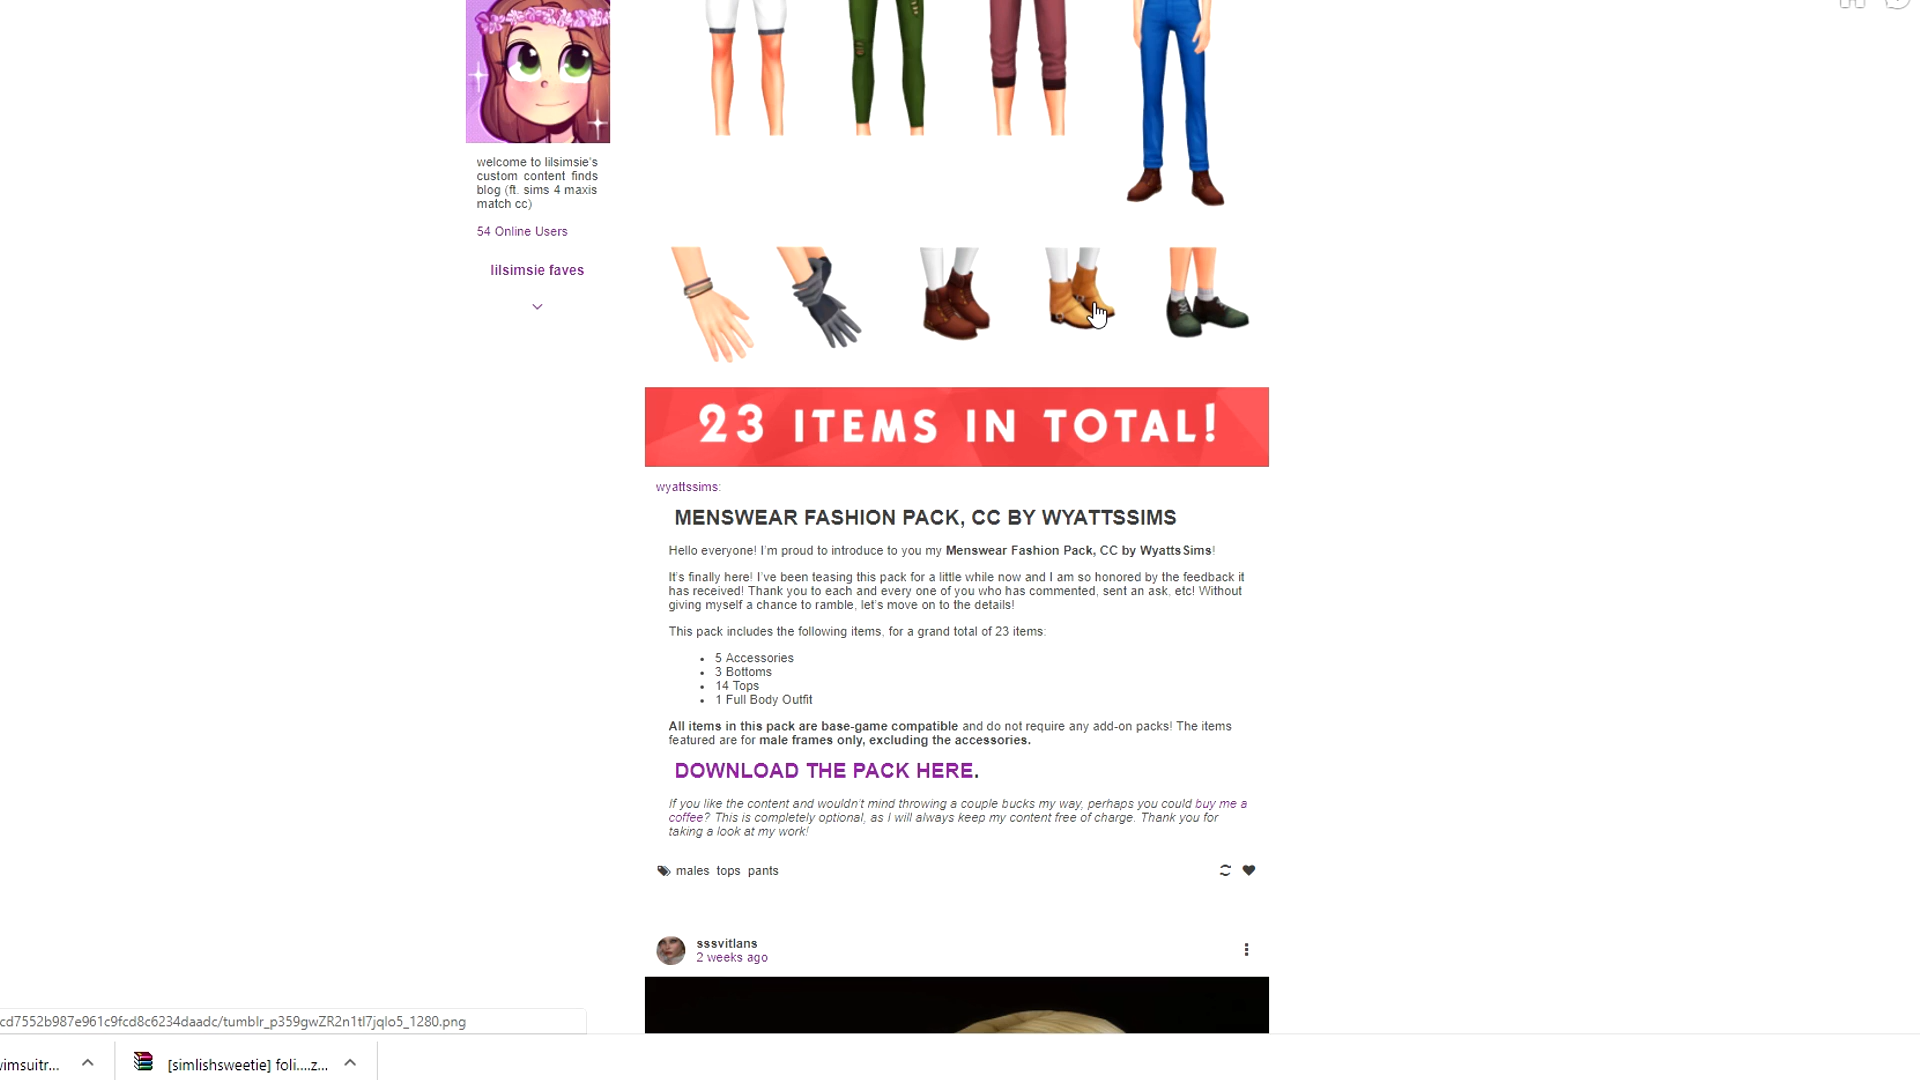 welcome to lilsimsie's
custom content finds
blog (ft. sims 4 maxis
match cc)
54 Online Users
lilsimsie faves
23 ITEMS IN TOTAL!
wyattssims:
MENSWEAR FASHION PACK, CC BY WYATTSSIMS
Hello everyone! I'm proud to introduce to you my Menswear Fashion Pack, CC by WyattsSims!
It's finally here! I've been teasing this pack for a little while now and I am so honored by the feedback it
has received! Thank you to each and every one of you who has commented, sent an ask, etc! Without
giving myself a chance to ramble, let's move on to the details!
This pack includes the following items, for a grand total of 23 items:
• 5 Accessories
• 3 Bottoms
• 14 Tops
• 1 Full Body Outfit
All items in this pack are base-game compatible and do not require any add-on packs! The items
featured are for male frames only, excluding the accessories.
DOWNLOAD THE PACK HERE.
If you like the content and wouldn't mind throwing a couple bucks my way, perhaps you could buy me a
coffee? This is completely optional, as I will always keep my content free of charge. Thank you for
taking a look at my work!
males tops pants
sssvitlans
2 weeks ago
cd7552b987e961c9fcd8c6234daadc/tumblr_p359gwZR2n1tl7jqlo5_1280.png
vimsuitr...
[simlishsweetie] foli....z...